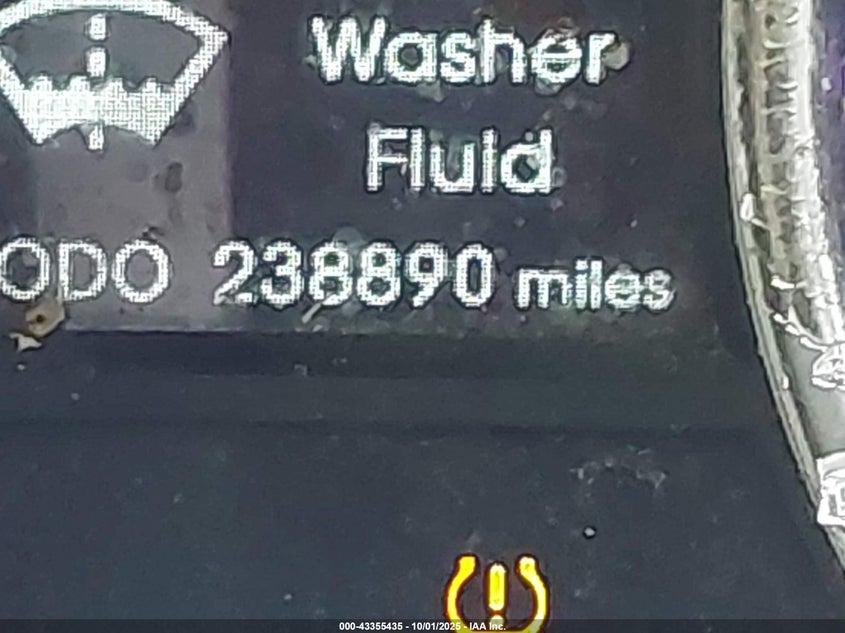 Washer
Fluid
ODO 238890 miles
000-43355435 - 10/01/2025 - IAA Inc.